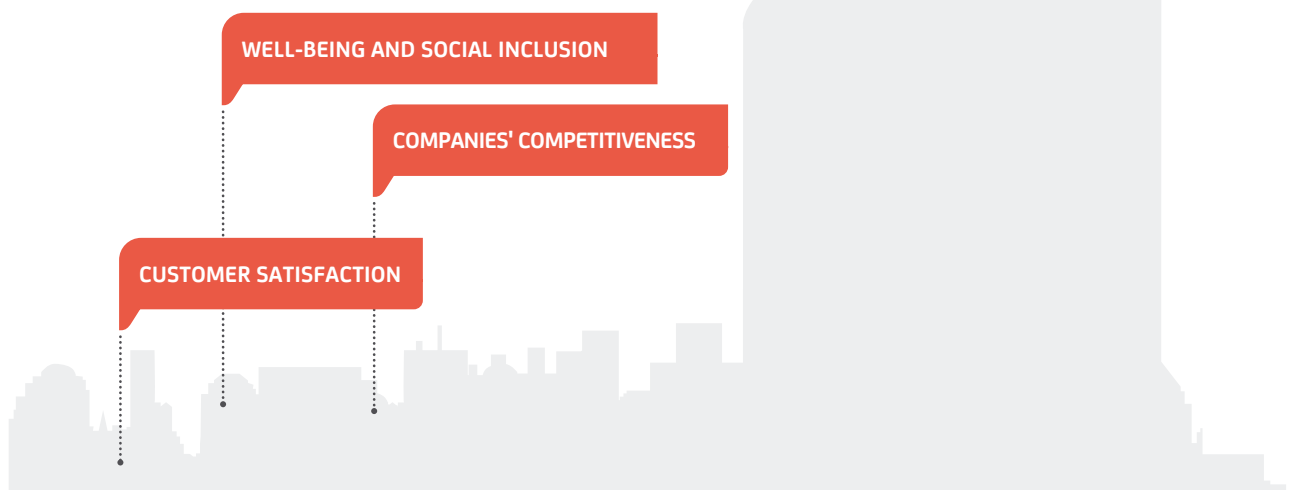 WELL-BEING AND SOCIAL INCLUSION
COMPANIES' COMPETITIVENESS
CUSTOMER SATISFACTION